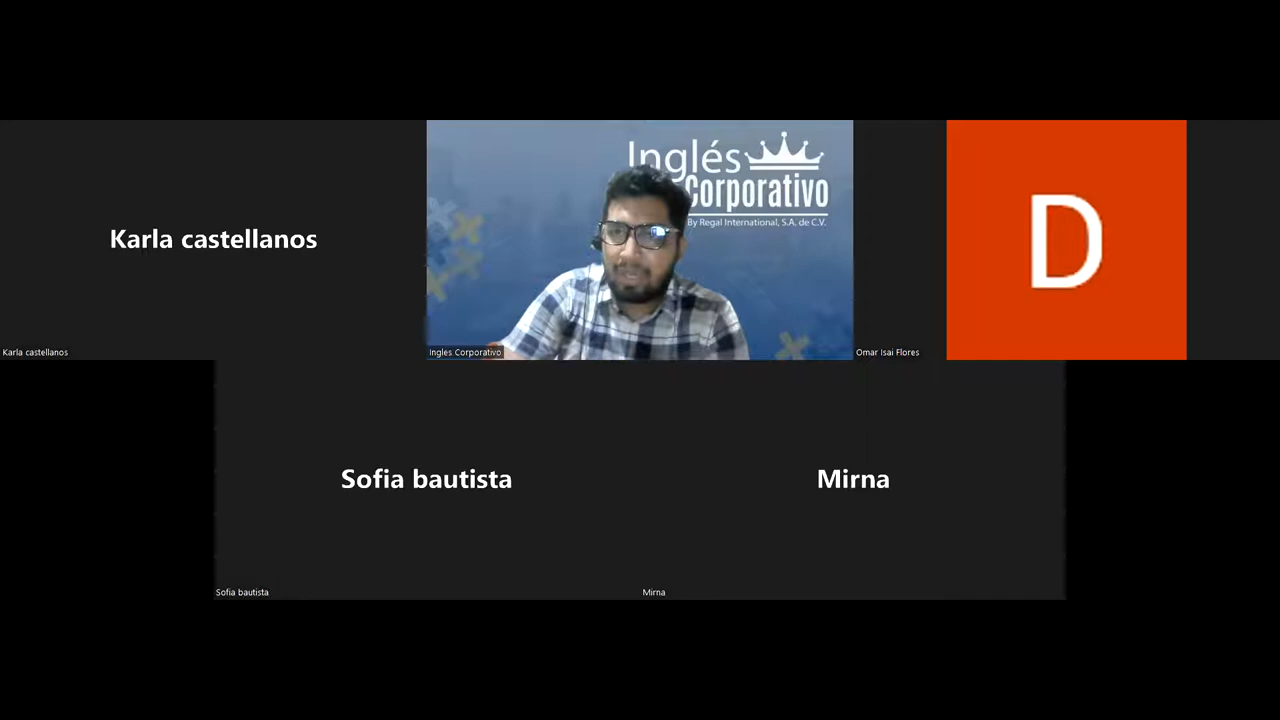 Karla castellanos
Karla castellanos
Inglés
Corporativo
By Regal International, S.A. de C.V.
Ingles Corporativo
D
Omar Isai Flores
Sofia bautista
Sofia bautista
Mirna
Mirna